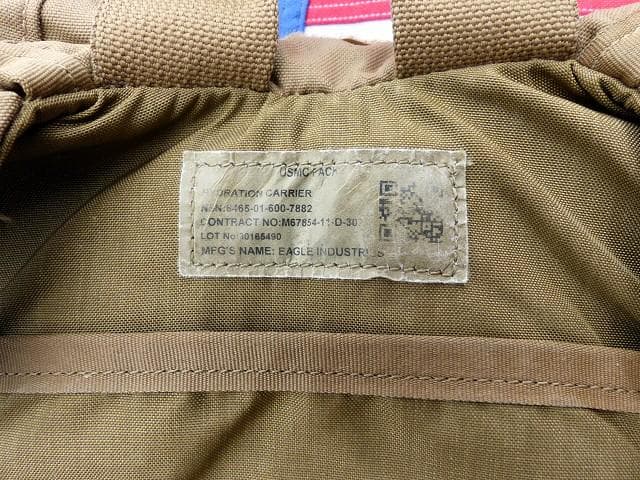 USMC PACK
HYDRATION CARRIER
NSN:8465-01-600-7882
CONTRACT NO:M67854-11-D-30
LOT No:30165490
MFG'S NAME: EAGLE INDUSTRIES